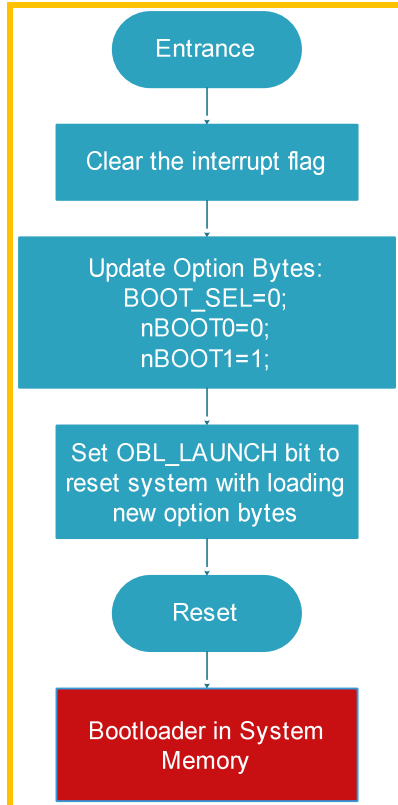 Entrance
Clear the interrupt flag
Update Option Bytes:
BOOT_SEL=0;
nBOOT0=0;
nBOOT1=1;
Set OBL_LAUNCH bit to
reset system with loading
new option bytes
Reset
Bootloader in System
Memory